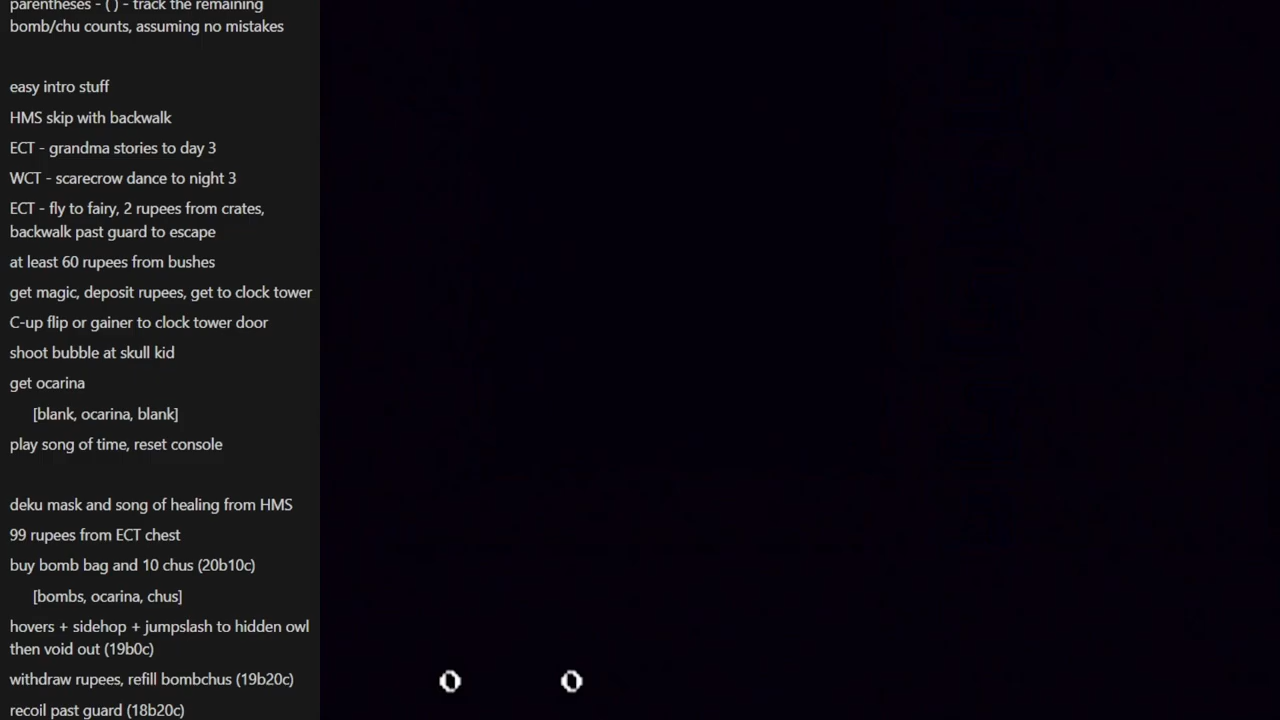 parentheses - ( ) - track the remaining
bomb/chu counts, assuming no mistakes
easy intro stuff
HMS skip with backwalk
ECT - grandma stories to day 3
WCT - scarecrow dance to night 3
ECT - fly to fairy, 2 rupees from crates,
backwalk past guard to escape
at least 60 rupees from bushes
get magic, deposit rupees, get to clock tower
C-up flip or gainer to clock tower door
shoot bubble at skull kid
get ocarina
[blank, ocarina, blank]
play song of time, reset console
deku mask and song of healing from HMS
99 rupees from ECT chest
buy bomb bag and 10 chus (20b10c)
[bombs, ocarina, chus]
hovers + sidehop + jumpslash to hidden owl
then void out (19b0c)
withdraw rupees, refill bombchus (19b20c)
recoil past guard (18b20c)
0 0